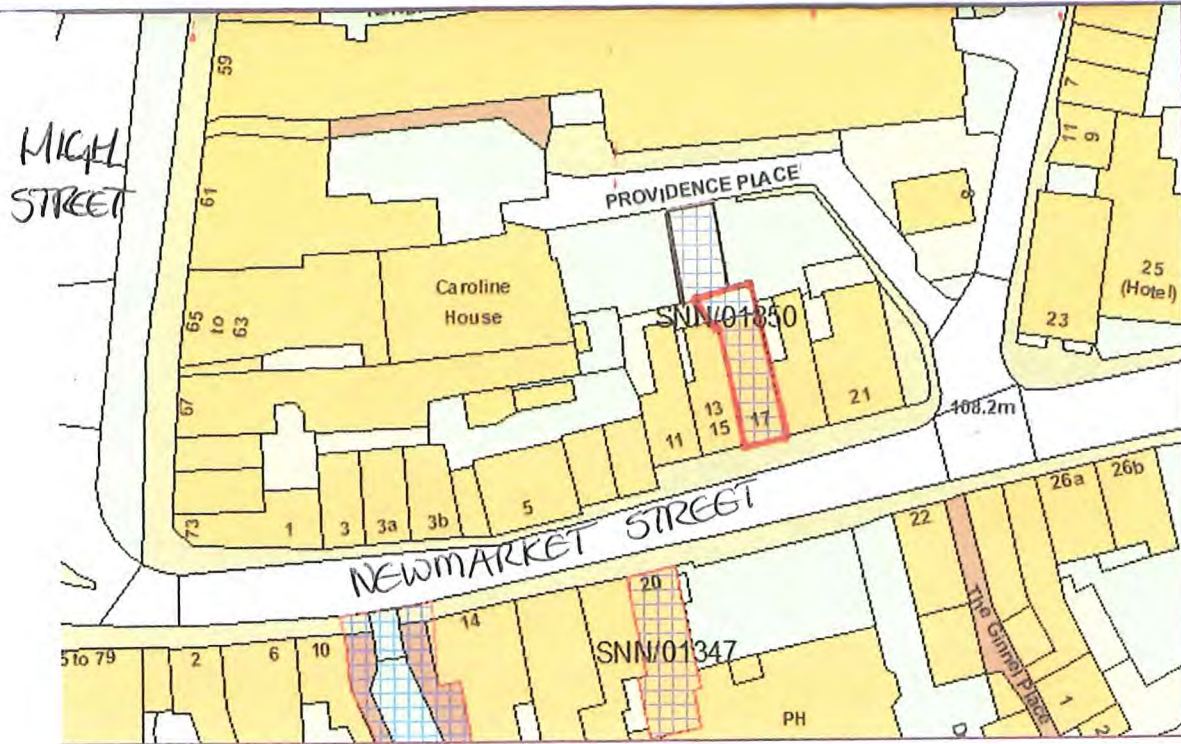 59
7
11
9
HIGH
STREET
PROVIDENCE PLACE
8
61
Caroline
House
SNN/01850
25
(Hotel)
65
to
63
23
67
13
15
17
21
11
108.2m
5
26a
26b
73
1
3
3a
3b
22
NEWMARKET STREET
20
14
The Ginnel Place
SNN/01347
5 to 79
2
6
10
1
2
PH
D